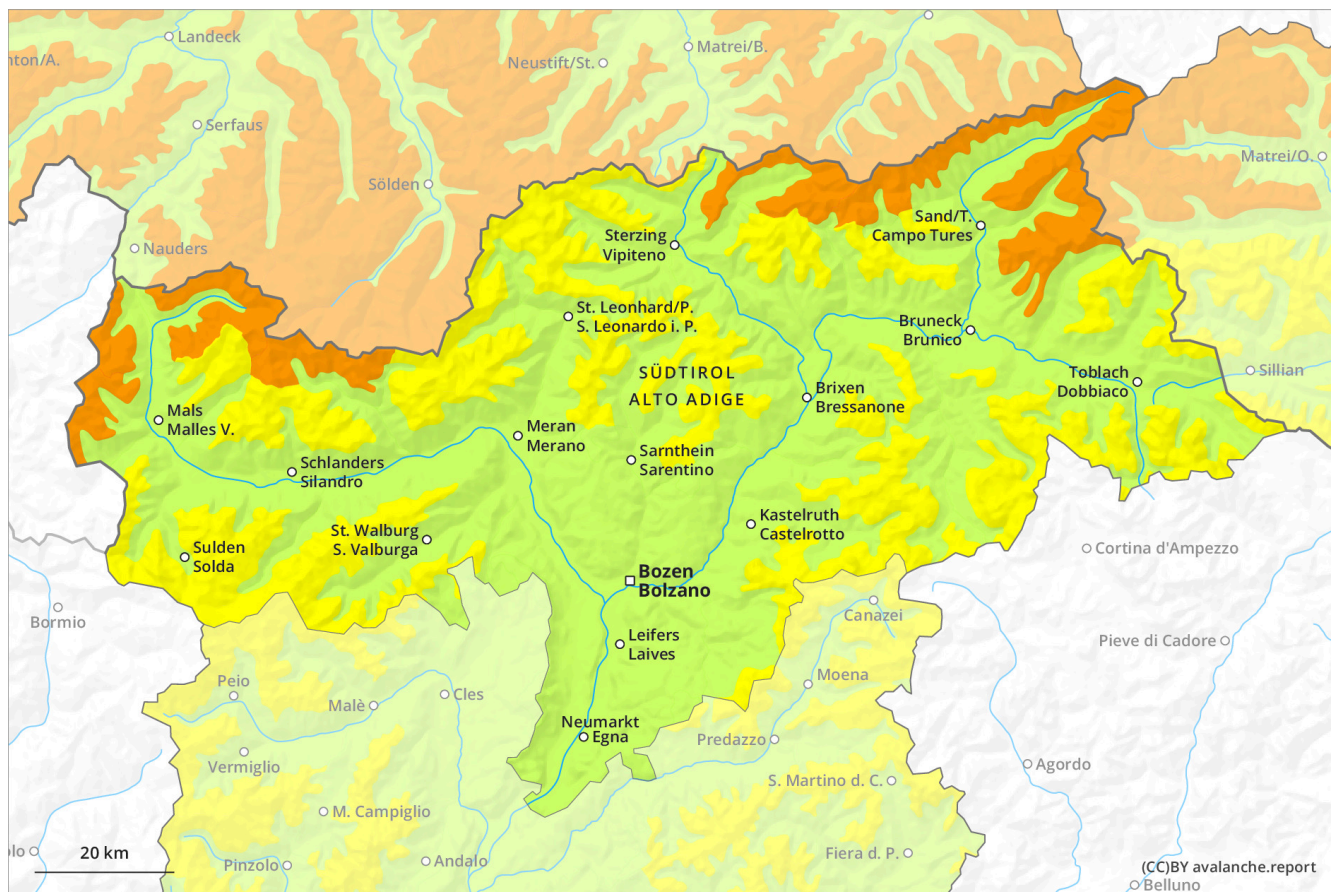 Landeck
nton/A.
Matrei/B.
Neustift/St.
Serfaus
Matrei/O.
Sölden
Nauders
Sand/T.
Campo Tures
Sterzing
Vipiteno
St. Leonhard/P.
S. Leonardo i. P.
Bruneck
Brunico
SÜDTIROL
ALTO ADIGE
Toblach
Dobbiaco
Sillian
Brixen
Bressanone
Mals
Malles V.
Meran
Merano
Sarnthein
Sarentino
Schlanders
Silandro
Kastelruth
Castelrotto
St. Walburg
S. Valburga
Sulden
Solda
Cortina d'Ampezzo
Bozen
Bolzano
Bormio
Canazei
Leifers
Laives
Pieve di Cadore
Moena
Peio
Malè
Cles
Neumarkt
Egna
Predazzo
Vermiglio
Agordo
S. Martino d. C.
M. Campiglio
olo
20 km
Pinzolo
Andalo
Fiera d. P.
(CC)BY avalanche.report
Belluno